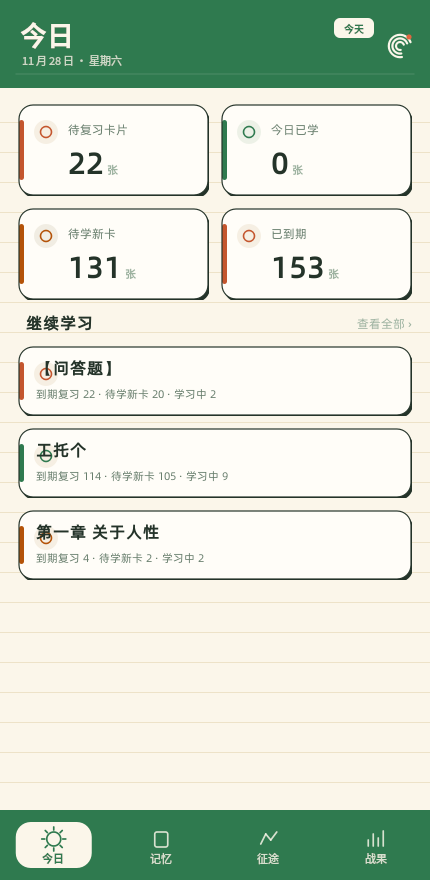 今日
11月28日 · 星期六
今天
待复习卡片
22 张
今日已学
0 张
待学新卡
131 张
已到期
153 张
继续学习
查看全部 ›
【问答题】
到期复习 22 · 待学新卡 20 · 学习中 2
王托个
到期复习 114 · 待学新卡 105 · 学习中 9
第一章 关于人性
到期复习 4 · 待学新卡 2 · 学习中 2
今日
记忆
征途
战果